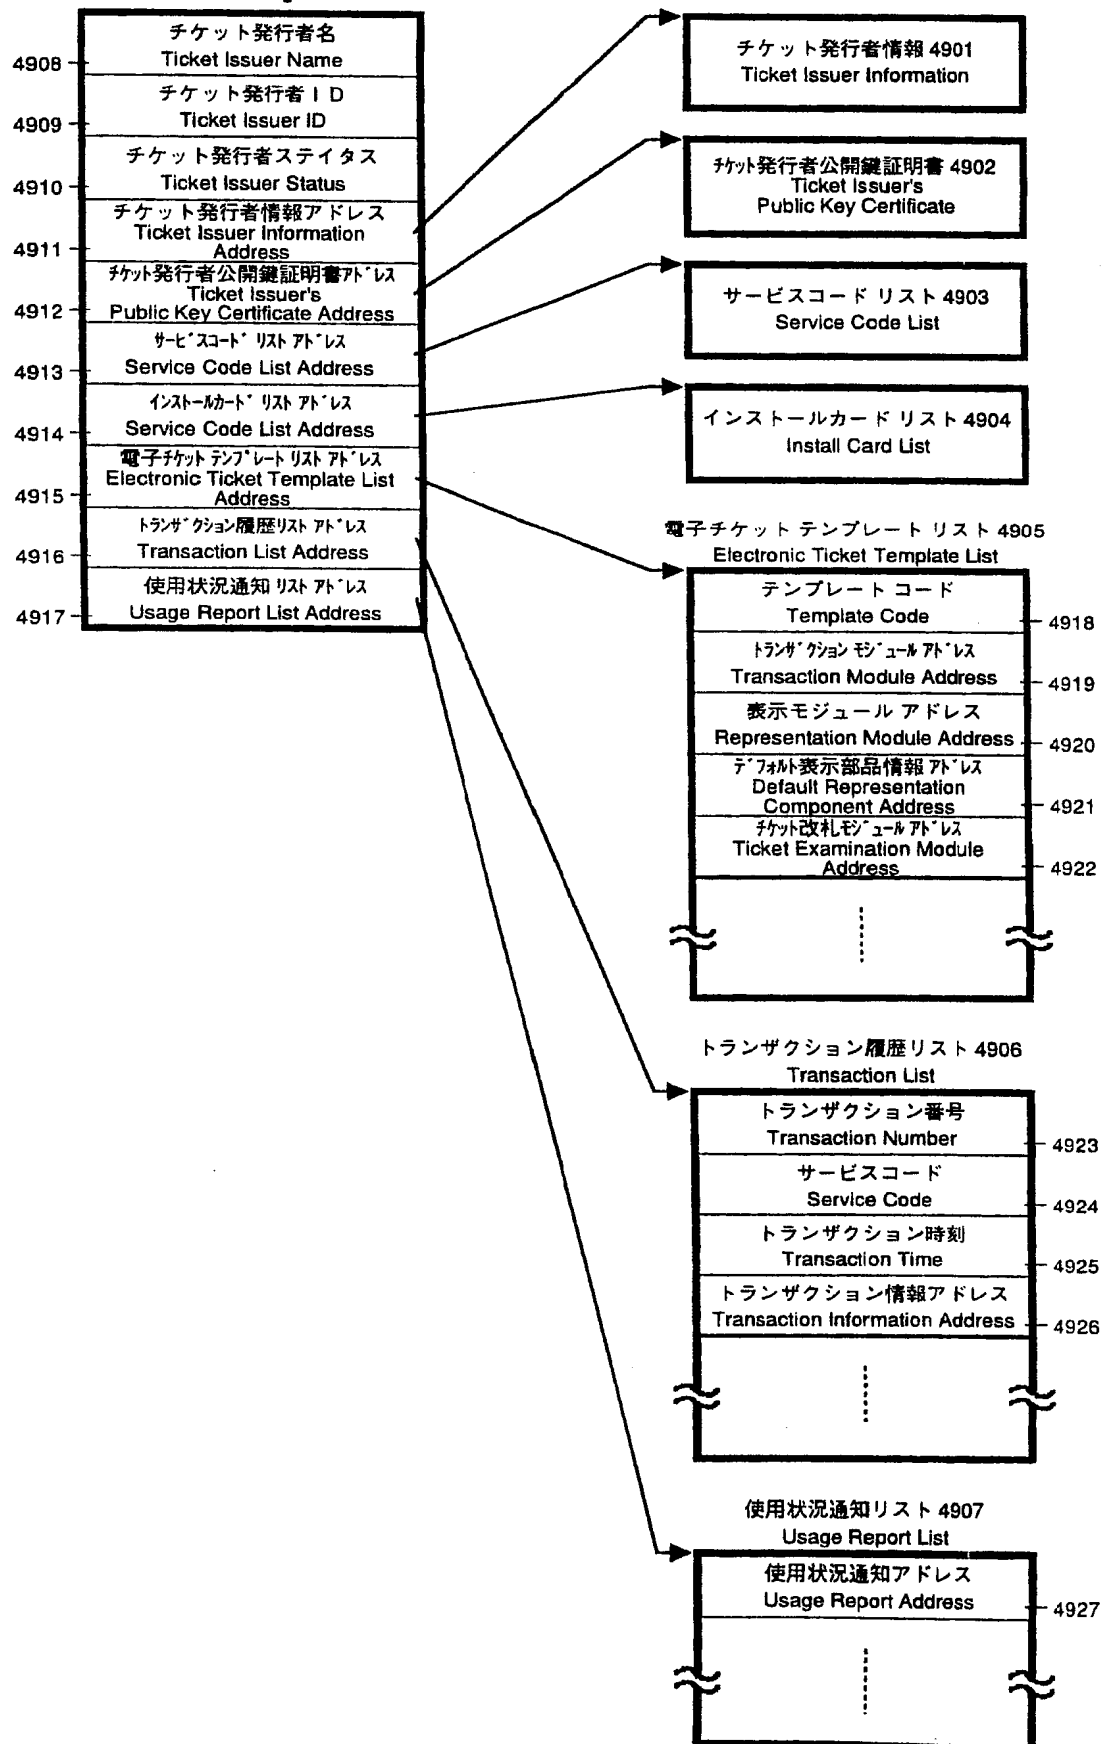 チケット発行者名
4908
Ticket Issuer Name
チケット発行者ID
4909
Ticket Issuer ID
チケット発行者ステイタス
4910
Ticket Issuer Status
チケット発行者情報アドレス
4911
Ticket Issuer Information
Address
チケット発行者公開鍵証明書アドレス
4912
Ticket Issuer's
Public Key Certificate Address
サービスコード リスト アドレス
4913
Service Code List Address
インストールカード リスト アドレス
4914
Service Code List Address
電子チケット テンプレート リスト アドレス
4915
Electronic Ticket Template List
Address
トランザクション履歴リスト アドレス
4916
Transaction List Address
使用状況通知 リスト アドレス
4917
Usage Report List Address
チケット発行者情報 4901
Ticket Issuer Information
チケット発行者公開鍵証明書 4902
Ticket Issuer's
Public Key Certificate
サービスコード リスト 4903
Service Code List
インストールカード リスト 4904
Install Card List
電子チケット テンプレート リスト 4905
Electronic Ticket Template List
テンプレート コード
Template Code
4918
トランザクション モジュール アドレス
Transaction Module Address
4919
表示モジュール アドレス
Representation Module Address
4920
デフォルト表示部品情報 アドレス
Default Representation
Component Address
4921
チケット改札モジュール アドレス
Ticket Examination Module
Address
4922
トランザクション履歴リスト 4906
Transaction List
トランザクション番号
Transaction Number
4923
サービスコード
Service Code
4924
トランザクション時刻
Transaction Time
4925
トランザクション情報アドレス
Transaction Information Address
4926
使用状況通知リスト 4907
Usage Report List
使用状況通知アドレス
Usage Report Address
4927